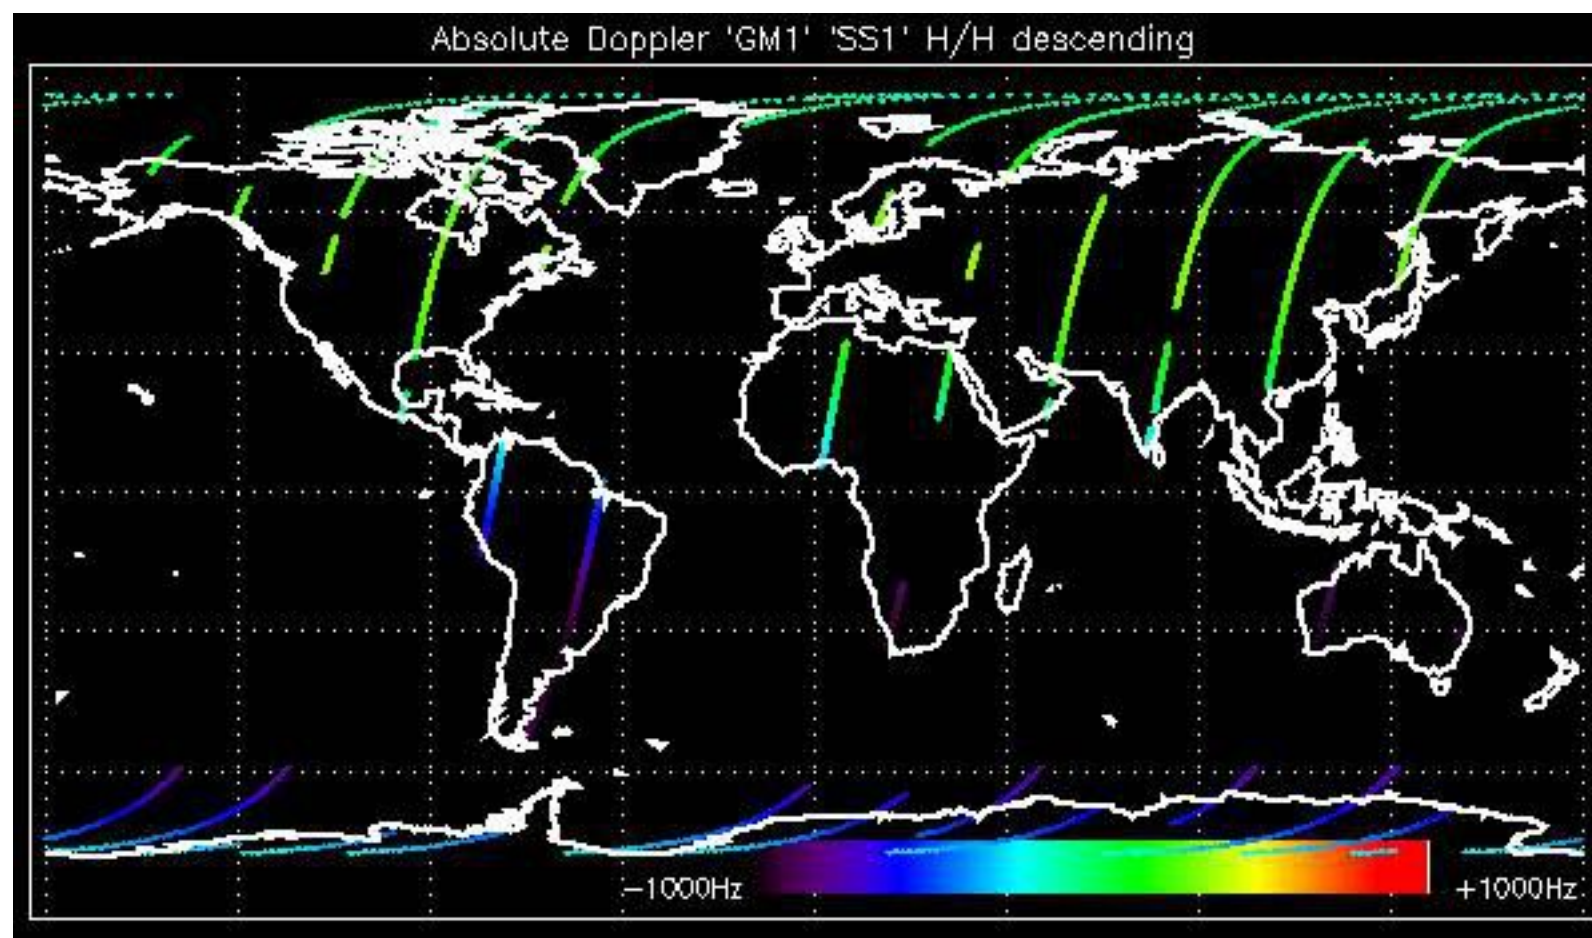 Absolute Doppler 'GM1' 'SS1' H/H descending
−1000Hz
+1000Hz